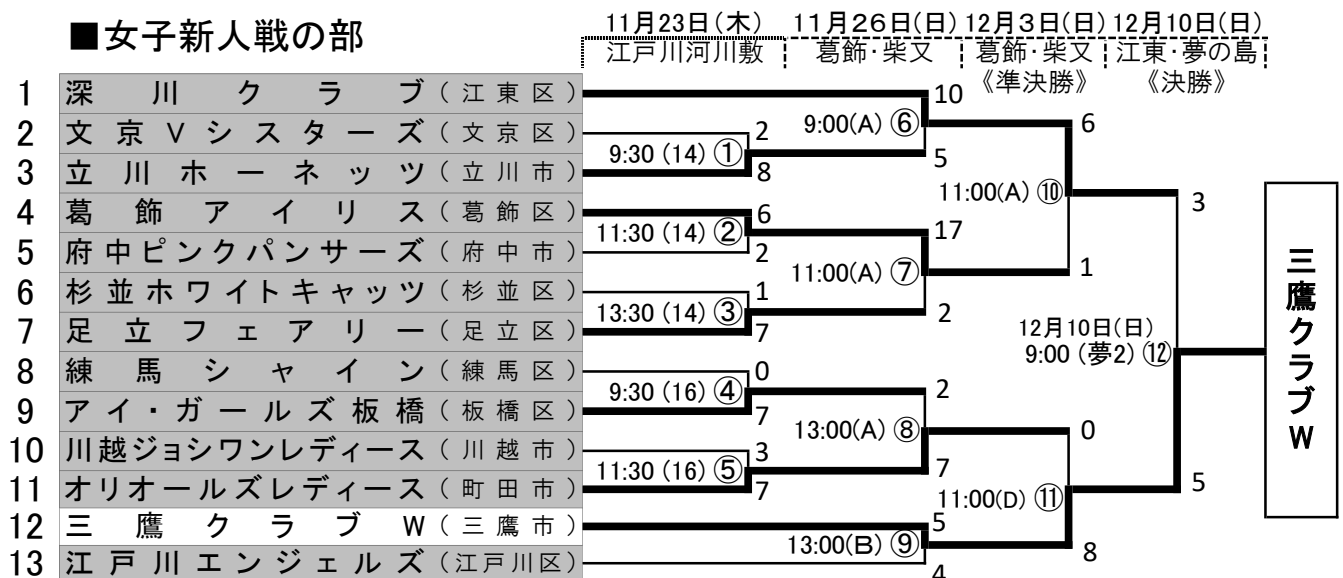 ■女子新人戦の部
11月23日(木) 11月26日(日) 12月3日(日) 12月10日(日)
江戸川河川敷 葛飾・柴又 葛飾・柴又 江東・夢の島
《準決勝》 《決勝》
1 深川クラブ(江東区) 10
2 文京Vシスターズ(文京区) 2 9:00(A) ⑥ 6
9:30 (14) ①
3 立川ホーネッツ(立川市) 8 5
11:00(A) ⑩ 3
4 葛飾アイリス(葛飾区) 6
11:30 (14) ② 17
5 府中ピンクパンサーズ(府中市) 2
11:00(A) ⑦ 1
6 杉並ホワイトキャッツ(杉並区) 1
13:30 (14) ③ 2
7 足立フェアリー(足立区) 7
12月10日(日)
9:00 (夢2) ⑫
8 練馬シャイン(練馬区) 0
9:30 (16) ④ 2
9 アイ・ガールズ板橋(板橋区) 7
13:00(A) ⑧ 0
10 川越ジョシワンレディース(川越市) 3
11:30 (16) ⑤ 7
11 オリオールズレディース(町田市) 7
11:00(D) ⑪ 5
12 三鷹クラブW(三鷹市) 5
13:00(B) ⑨ 8
13 江戸川エンジェルズ(江戸川区) 4
三鷹クラブW